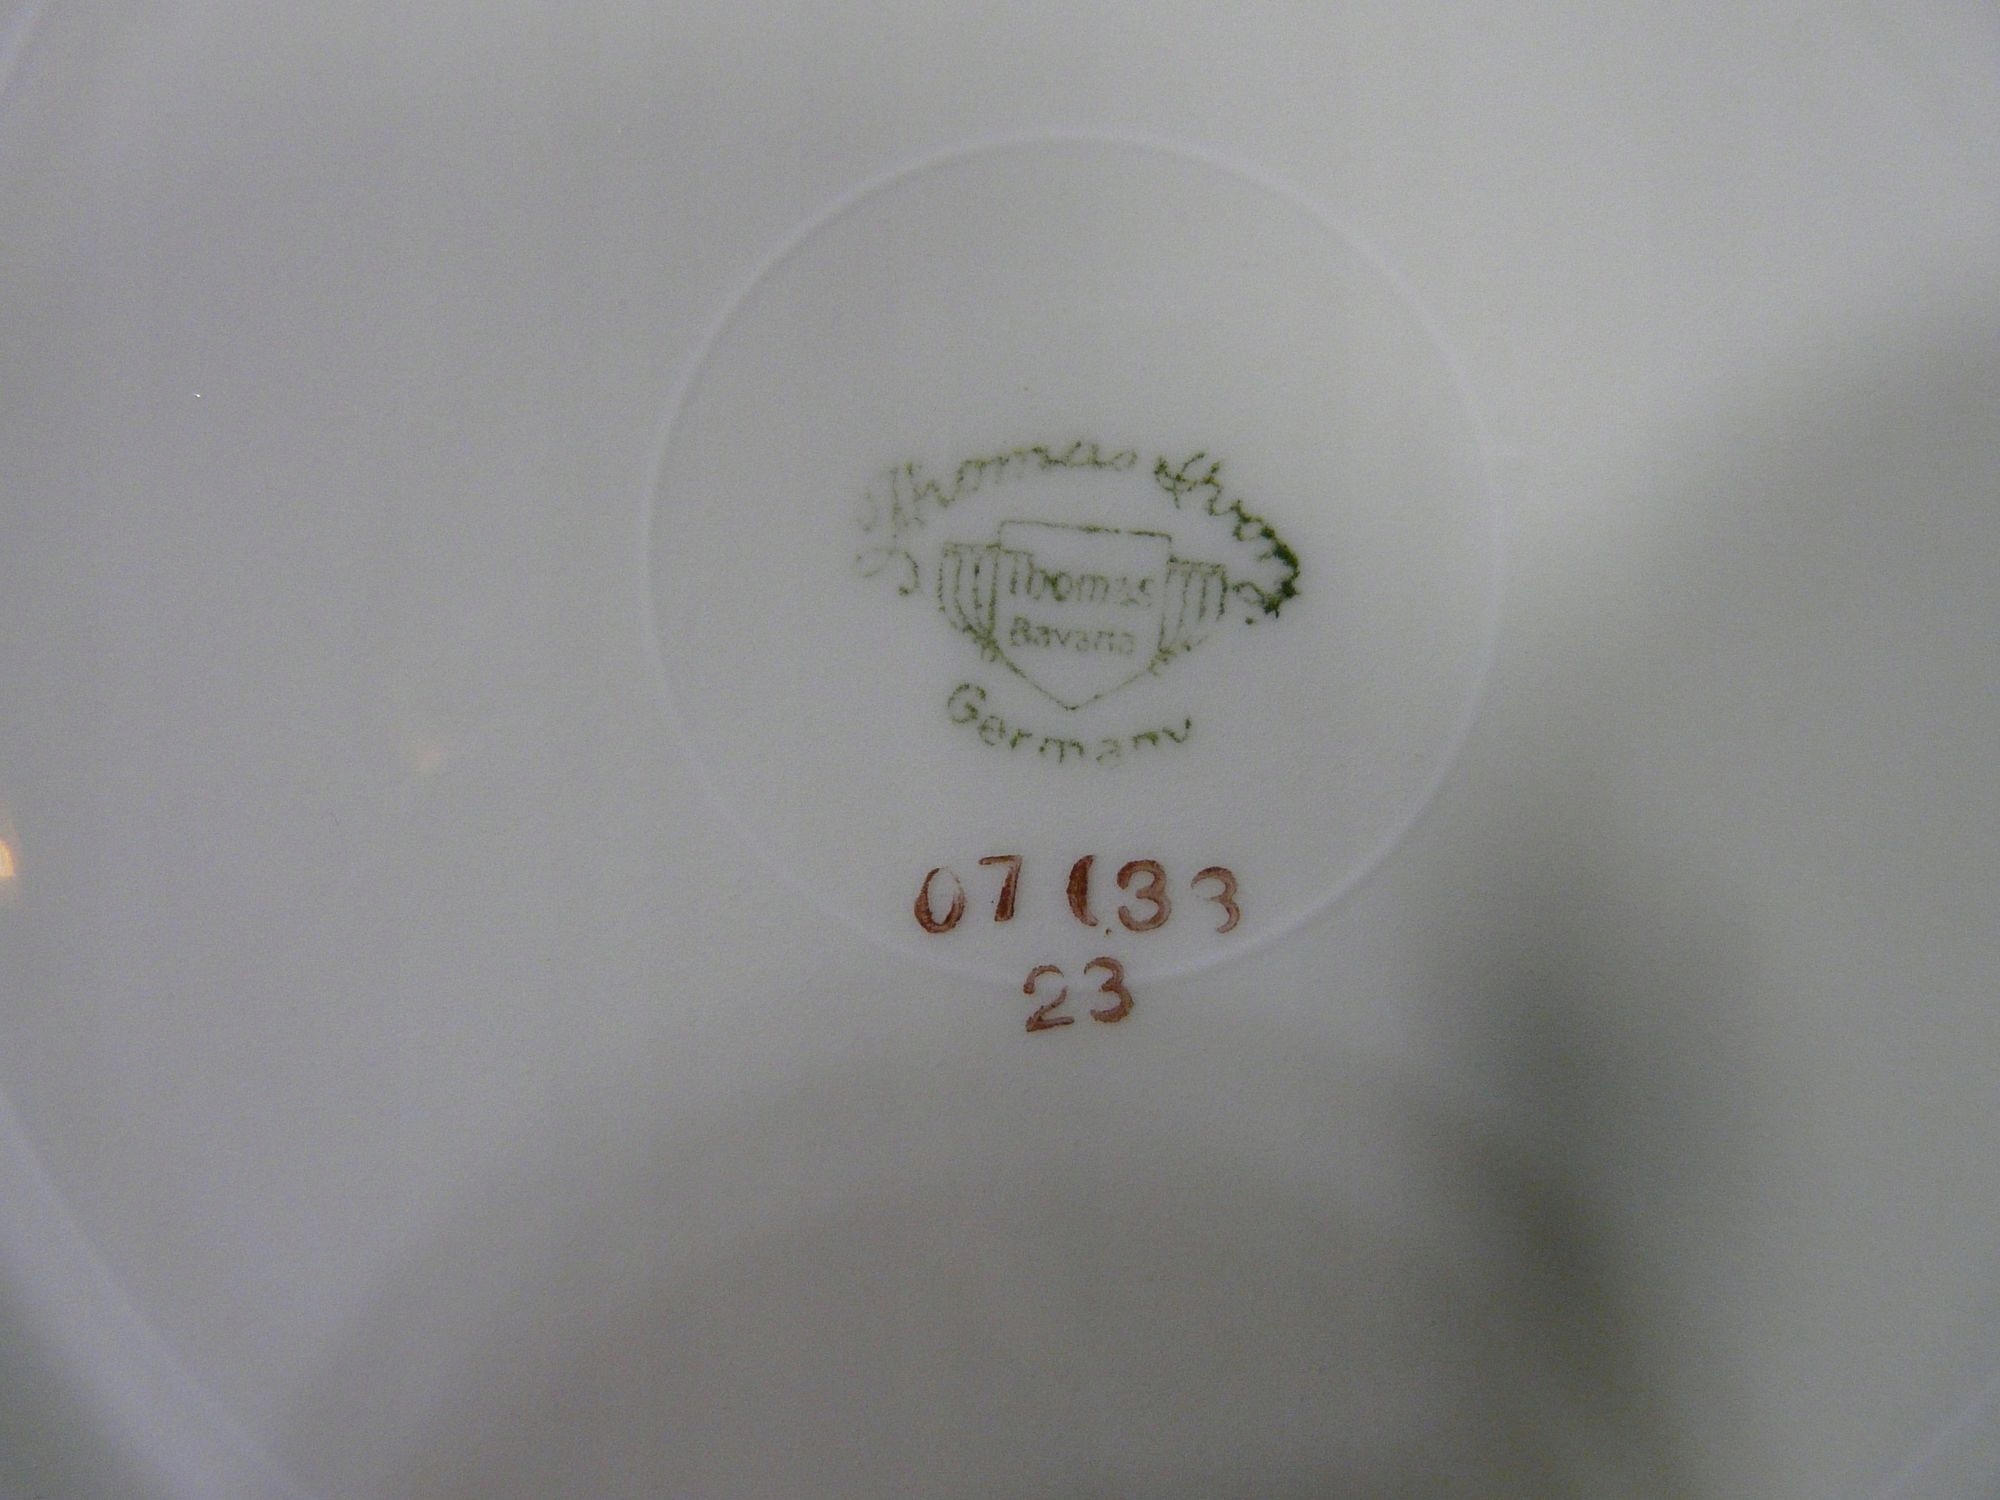 Thomas Ivory
Thomas
Bavaria
Germany
07133
23